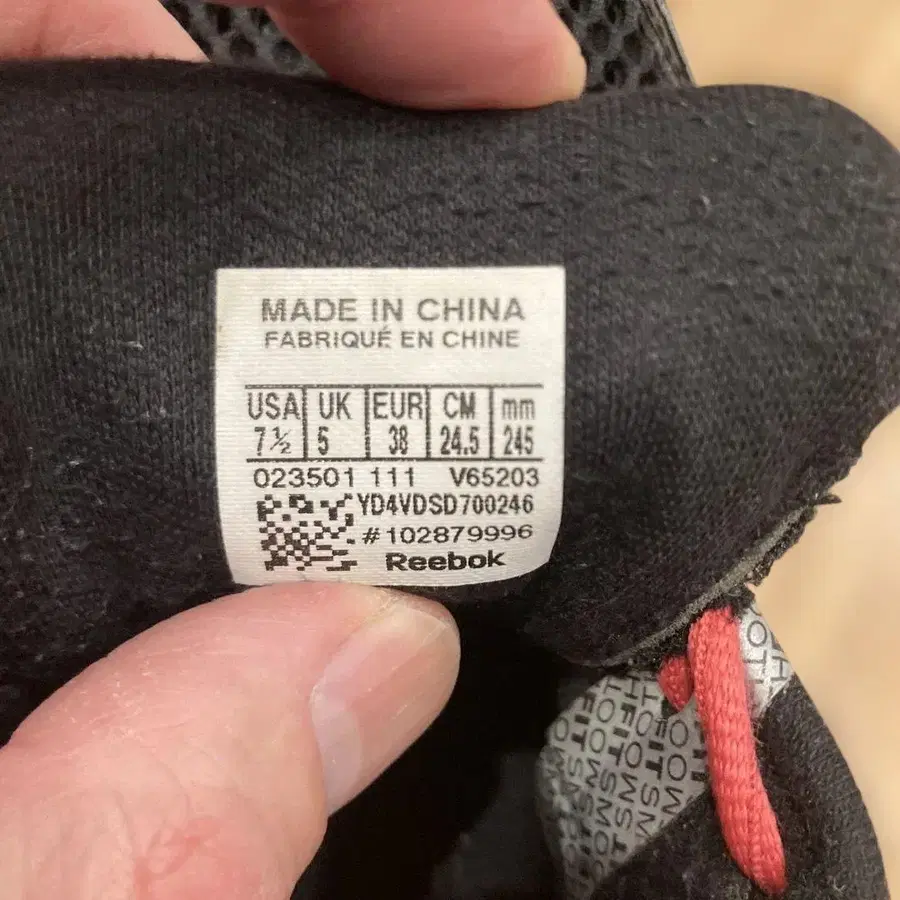 MADE IN CHINA
FABRIQUÉ EN CHINE
USA UK EUR CM mm
7½ 5 38 24.5 245
023501 111 V65203
YD4VDSD700246
#102879996
Reebok